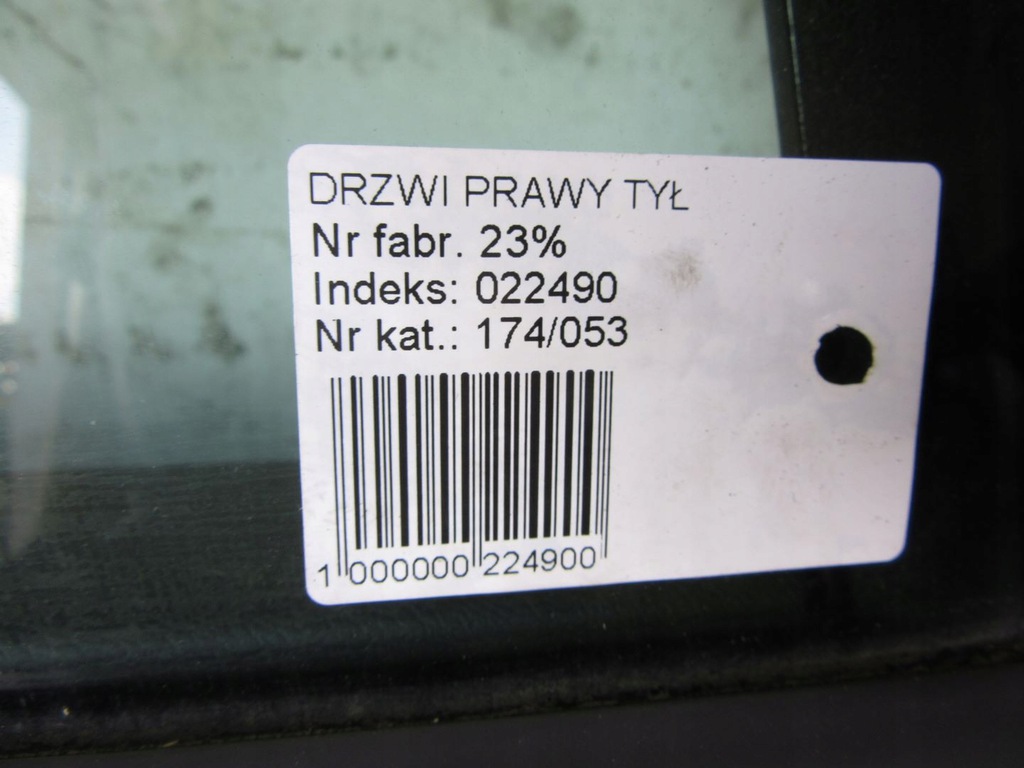 DRZWI PRAWY TYŁ
Nr fabr. 23%
Indeks: 022490
Nr kat.: 174/053
1 000000 224900